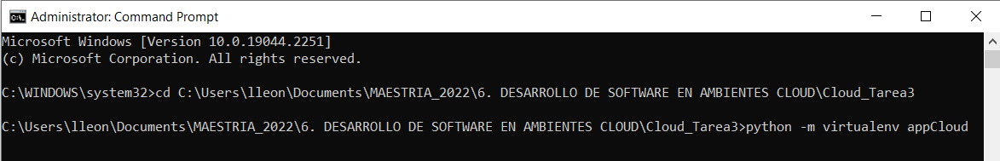 Administrator: Command Prompt
Microsoft Windows [Version 10.0.19044.2251]
(c) Microsoft Corporation. All rights reserved.
C:\WINDOWS\system32>cd C:\Users\lleon\Documents\MAESTRIA_2022\6. DESARROLLO DE SOFTWARE EN AMBIENTES CLOUD\Cloud_Tarea3
C:\Users\lleon\Documents\MAESTRIA_2022\6. DESARROLLO DE SOFTWARE EN AMBIENTES CLOUD\Cloud_Tarea3>python -m virtualenv appCloud